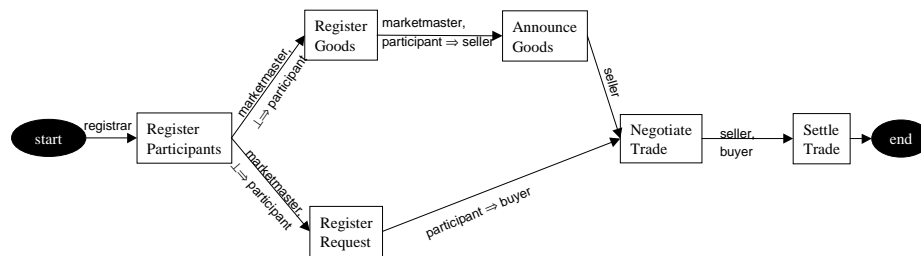 start
registrar
Register
Participants
marketmaster,
⊥⇒ participant
Register
Goods
marketmaster,
participant ⇒ seller
Announce
Goods
seller
marketmaster,
⊥⇒ participant
Register
Request
participant ⇒ buyer
Negotiate
Trade
seller,
buyer
Settle
Trade
end